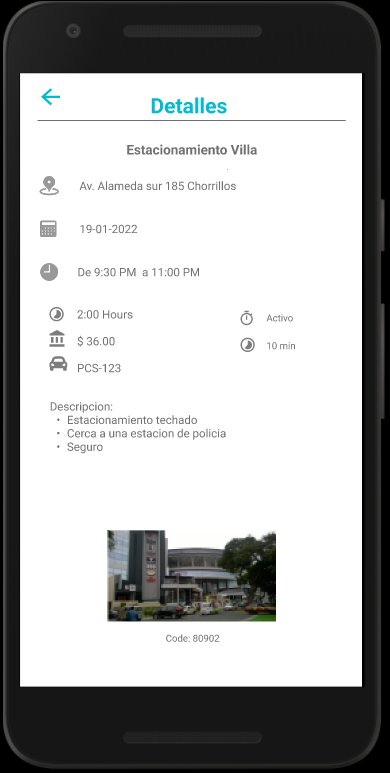 Detalles
Estacionamiento Villa
Av. Alameda sur 185 Chorrillos
19-01-2022
De 9:30 PM  a 11:00 PM
2:00 Hours
Activo
$ 36.00
10 min
PCS-123
Descripcion:
• Estacionamiento techado
• Cerca a una estacion de policia
• Seguro
Code: 80902